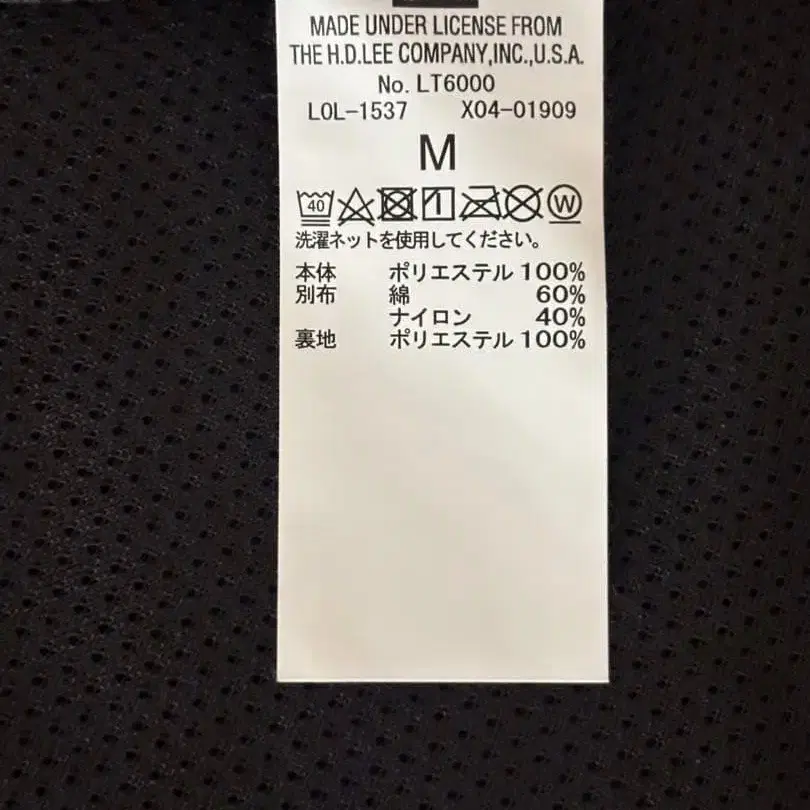 MADE UNDER LICENSE FROM
THE H.D.LEE COMPANY,INC.,U.S.A.
No. LT6000
LOL-1537 X04-01909
M
40 W
洗濯ネットを使用してください。
本体 ポリエステル 100%
別布 綿 60%
ナイロン 40%
裏地 ポリエステル 100%